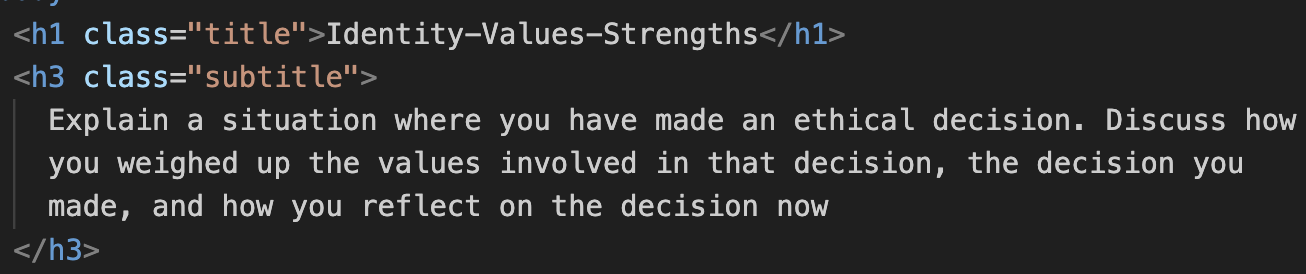 <h1 class="title">Identity-Values-Strengths</h1>
<h3 class="subtitle">
Explain a situation where you have made an ethical decision. Discuss how
you weighed up the values involved in that decision, the decision you
made, and how you reflect on the decision now
</h3>